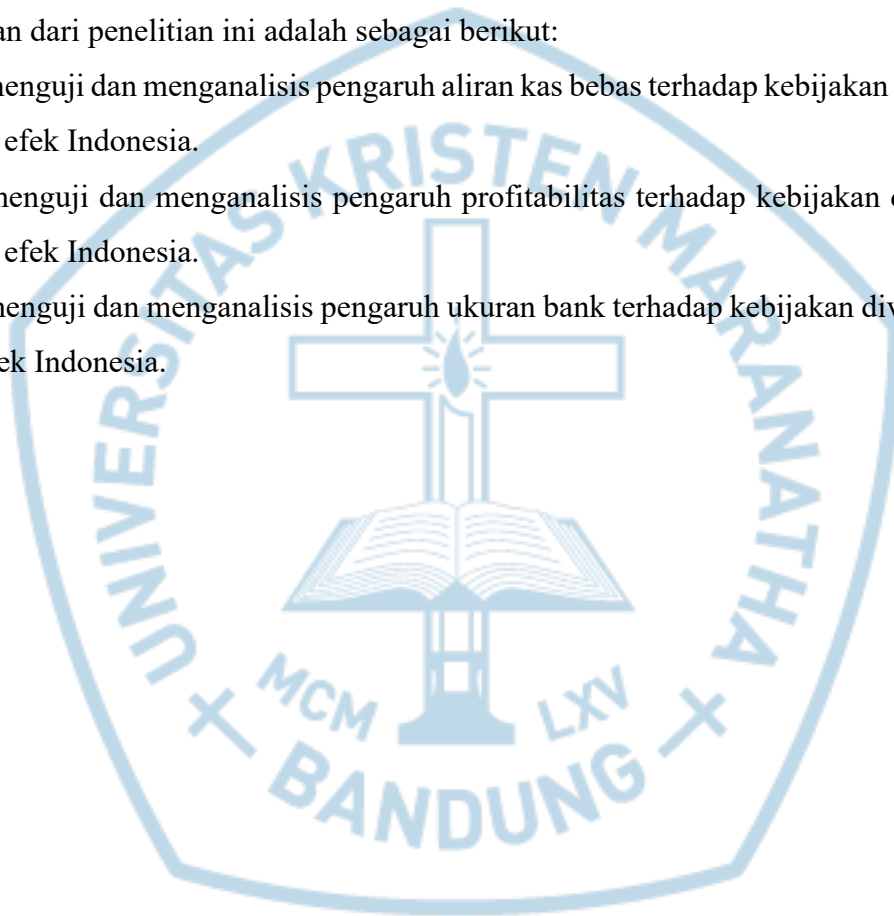 an dari penelitian ini adalah sebagai berikut:
menguji dan menganalisis pengaruh aliran kas bebas terhadap kebijakan
efek Indonesia.
menguji dan menganalisis pengaruh profitabilitas terhadap kebijakan
efek Indonesia.
menguji dan menganalisis pengaruh ukuran bank terhadap kebijakan div
ek Indonesia.
UNIVERSITAS KRISTEN MARANATHA
MCM LXV
BANDUNG